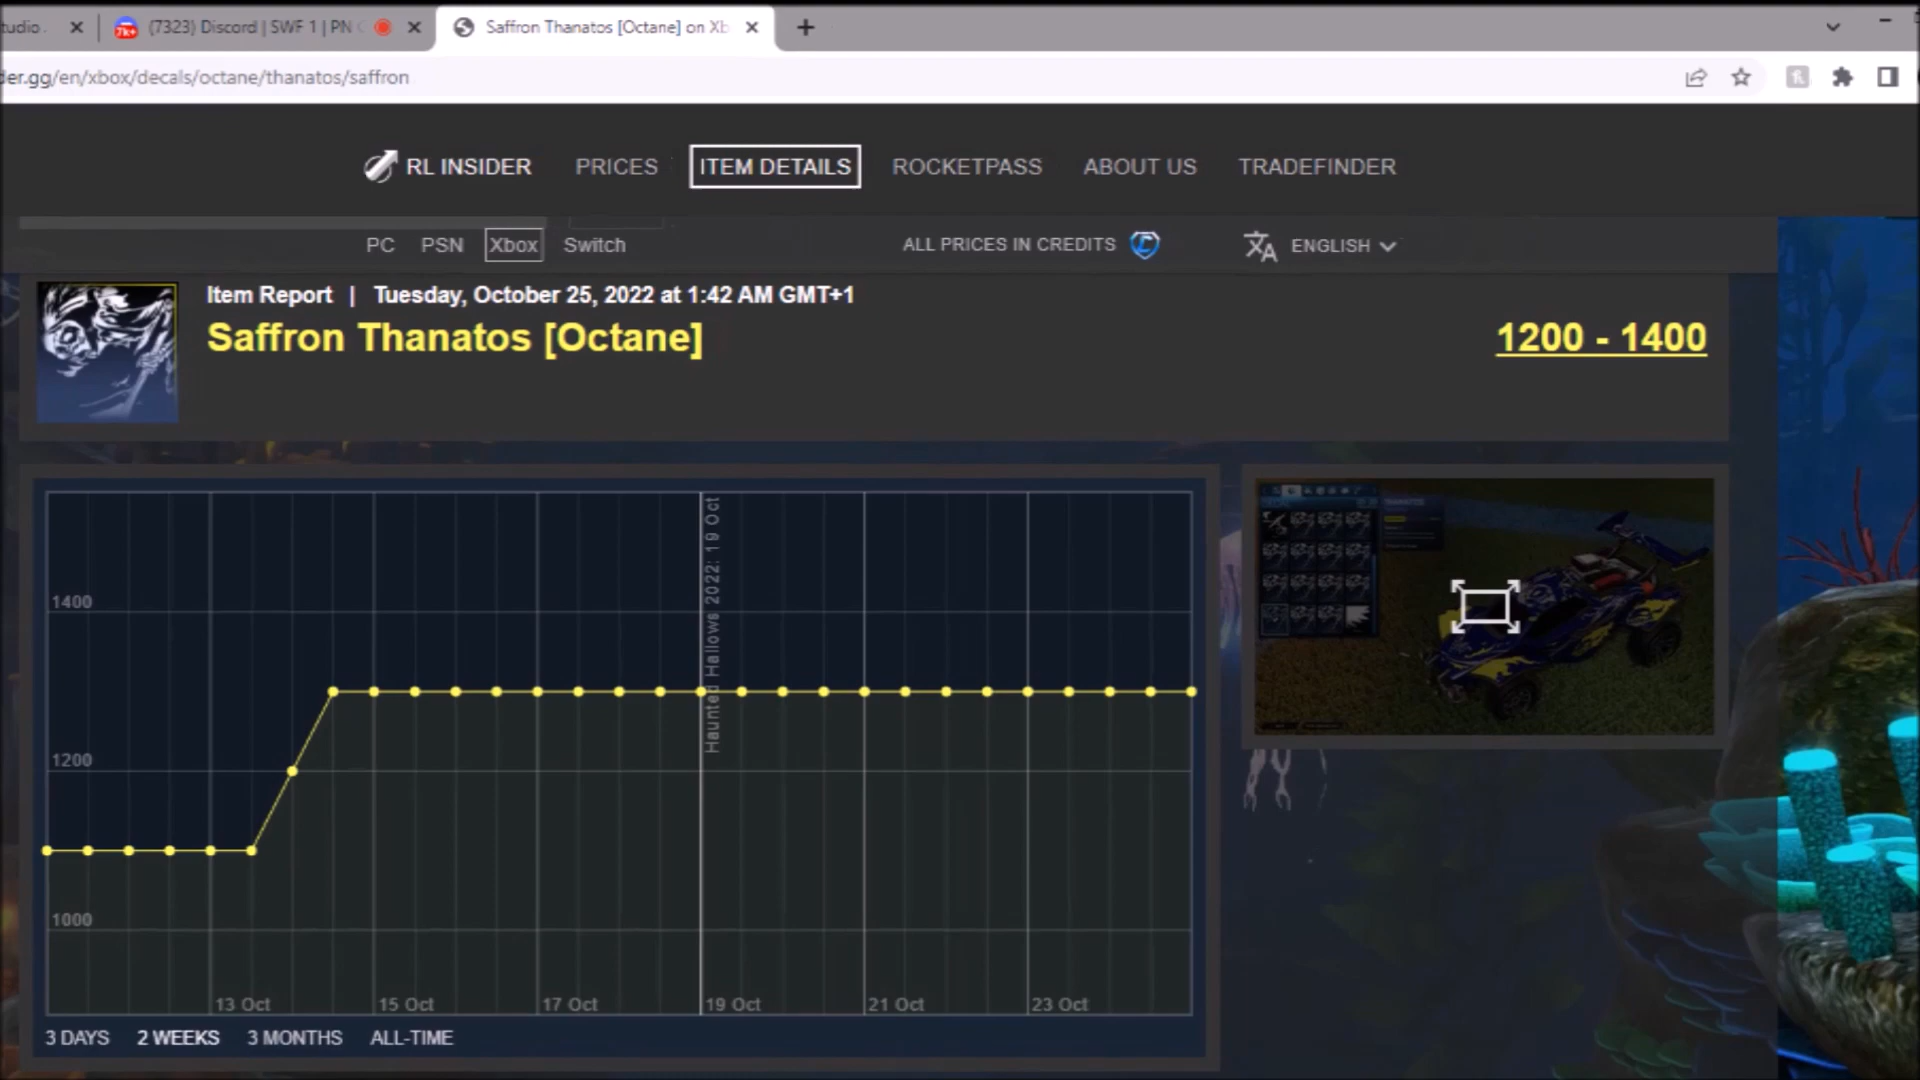 tudio
(7323) Discord | SWF 1 | PN
Saffron Thanatos [Octane] on Xb
der.gg/en/xbox/decals/octane/thanatos/saffron
RL INSIDER PRICES ITEM DETAILS ROCKETPASS ABOUT US TRADEFINDER
PC PSN Xbox Switch ALL PRICES IN CREDITS ENGLISH
Item Report | Tuesday, October 25, 2022 at 1:42 AM GMT+1
Saffron Thanatos [Octane]
1200 - 1400
Haunted Hallows 2022: 19 Oct
1400
1200
1000
13 Oct 15 Oct 17 Oct 19 Oct 21 Oct 23 Oct
3 DAYS 2 WEEKS 3 MONTHS ALL-TIME